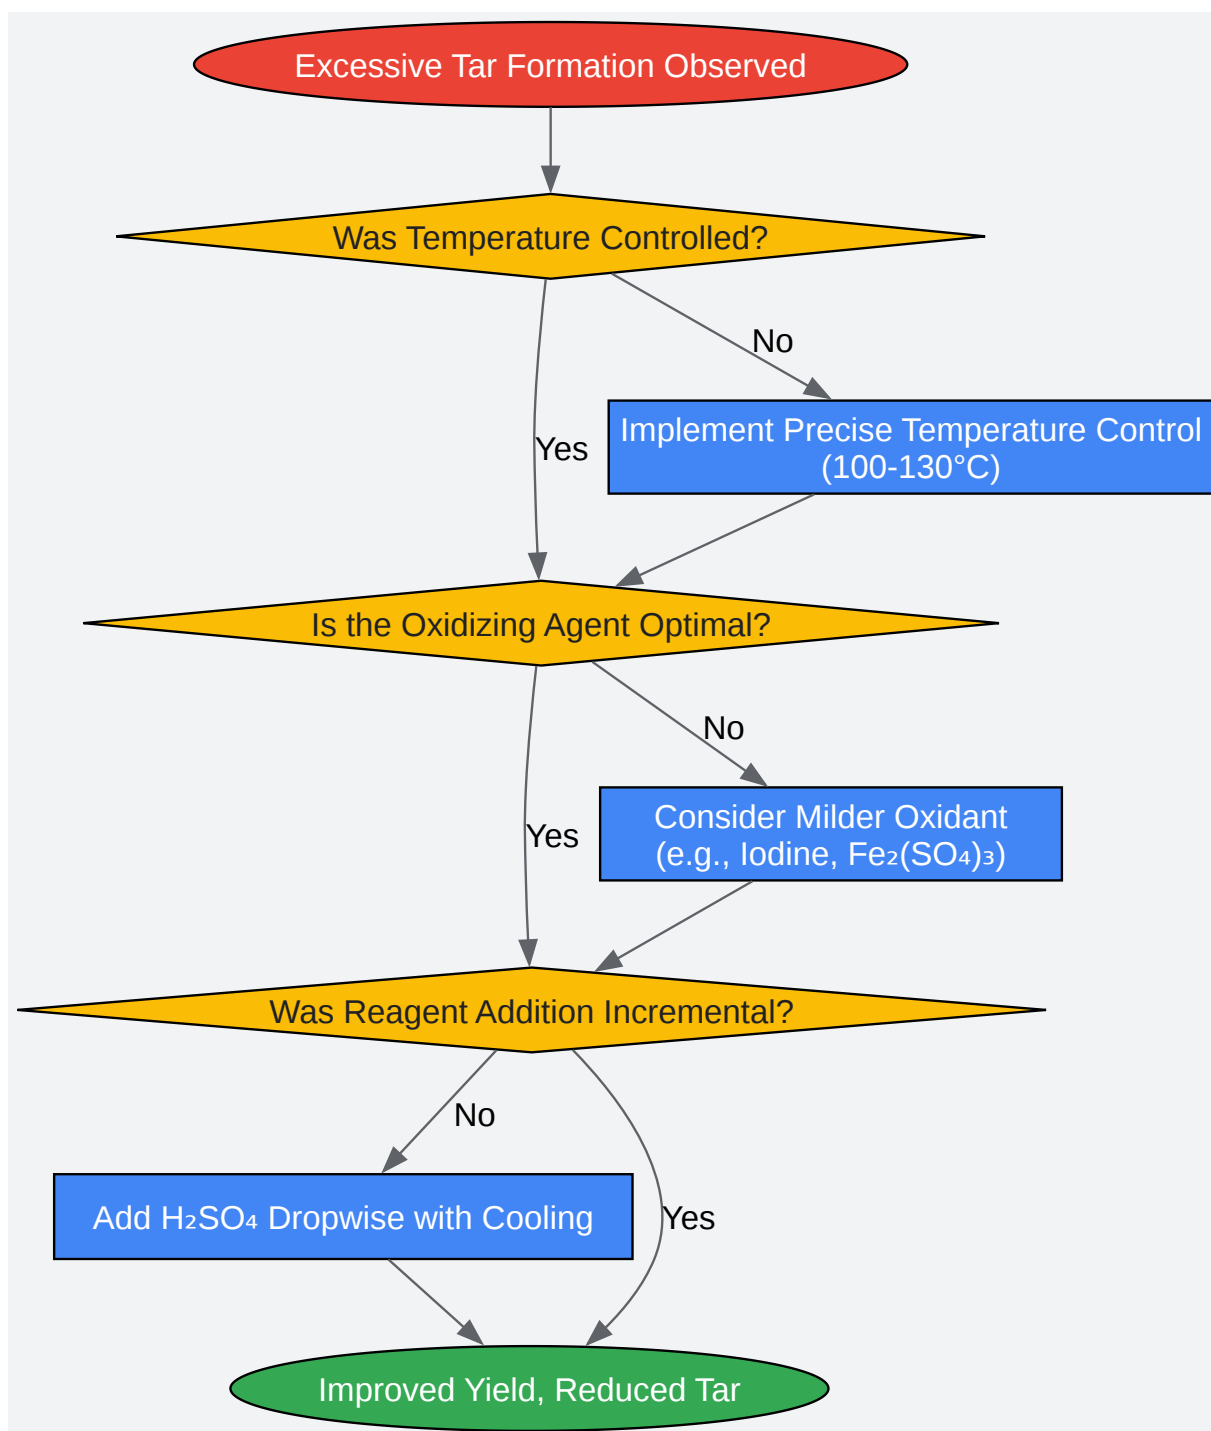 Excessive Tar Formation Observed
Was Temperature Controlled?
No
Implement Precise Temperature Control
(100-130°C)
Yes
Is the Oxidizing Agent Optimal?
No
Consider Milder Oxidant
(e.g., Iodine, Fe₂(SO₄)₃)
Yes
Was Reagent Addition Incremental?
No
Add H₂SO₄ Dropwise with Cooling
Yes
Improved Yield, Reduced Tar